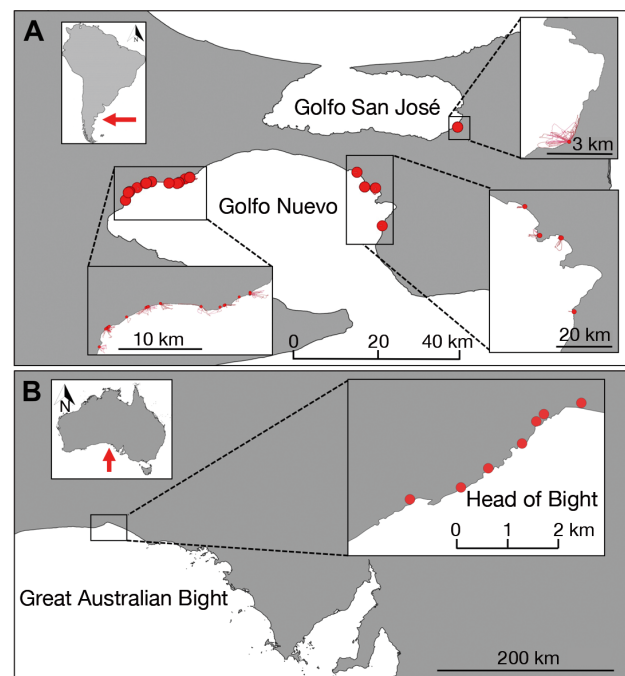 A
N
Golfo San José
3 km
Golfo Nuevo
10 km
0 20 40 km
20 km
B
N
Head of Bight
0 1 2 km
Great Australian Bight
200 km